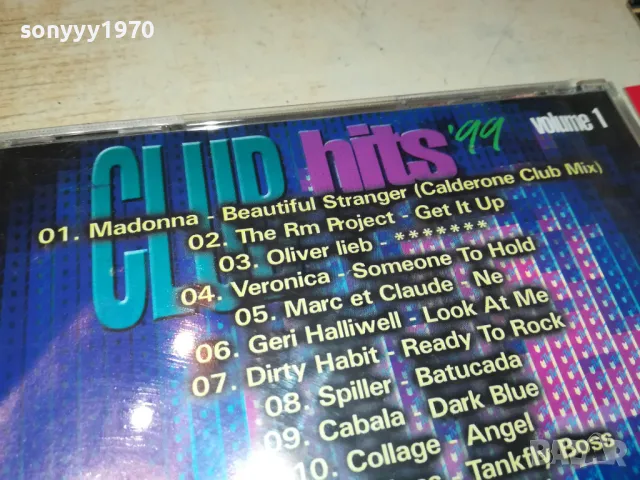 sonyyy1970
CLUB hits '99
volume 1
01. Madonna - Beautiful Stranger (Calderone Club Mix)
02. The Rm Project - Get It Up
03. Oliver lieb - *******
04. Veronica - Someone To Hold
05. Marc et Claude - Ne
06. Geri Halliwell - Look At Me
07. Dirty Habit - Ready To Rock
08. Spiller - Batucada
09. Cabala - Dark Blue
10. Collage - Angel
- Tankfly Boss